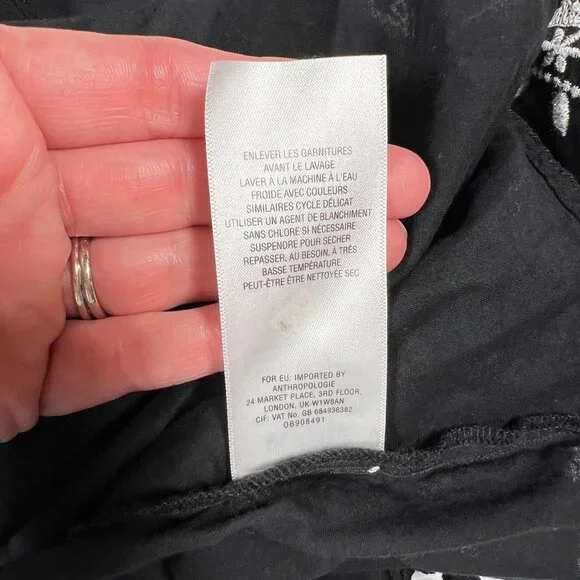 ENLEVER LES GARNITURES
AVANT LE LAVAGE
LAVER À LA MACHINE À L'EAU
FROIDE AVEC COULEURS
SIMILAIRES CYCLE DÉLICAT
UTILISER UN AGENT DE BLANCHIMENT
SANS CHLORE SI NÉCESSAIRE
SUSPENDRE POUR SÉCHER
REPASSER, AU BESOIN, À TRÈS
BASSE TEMPÉRATURE
PEUT-ÊTRE ÊTRE NETTOYÉE SEC
FOR EU: IMPORTED BY
ANTHROPOLOGIE
24 MARKET PLACE, 3RD FLOOR,
LONDON, UK W1W8AN
CIF: VAT No. GB 684936382
OB908491